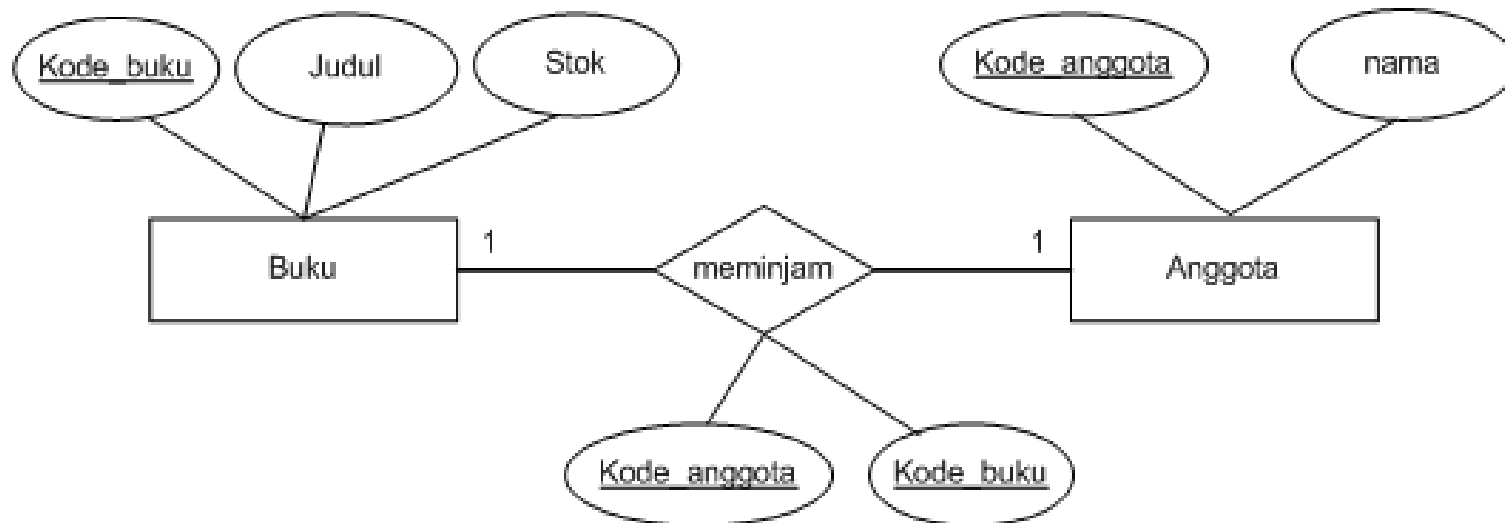 Kode_buku
Judul
Stok
Kode_anggota
nama
Buku
1
meminjam
1
Anggota
Kode_anggota
Kode_buku